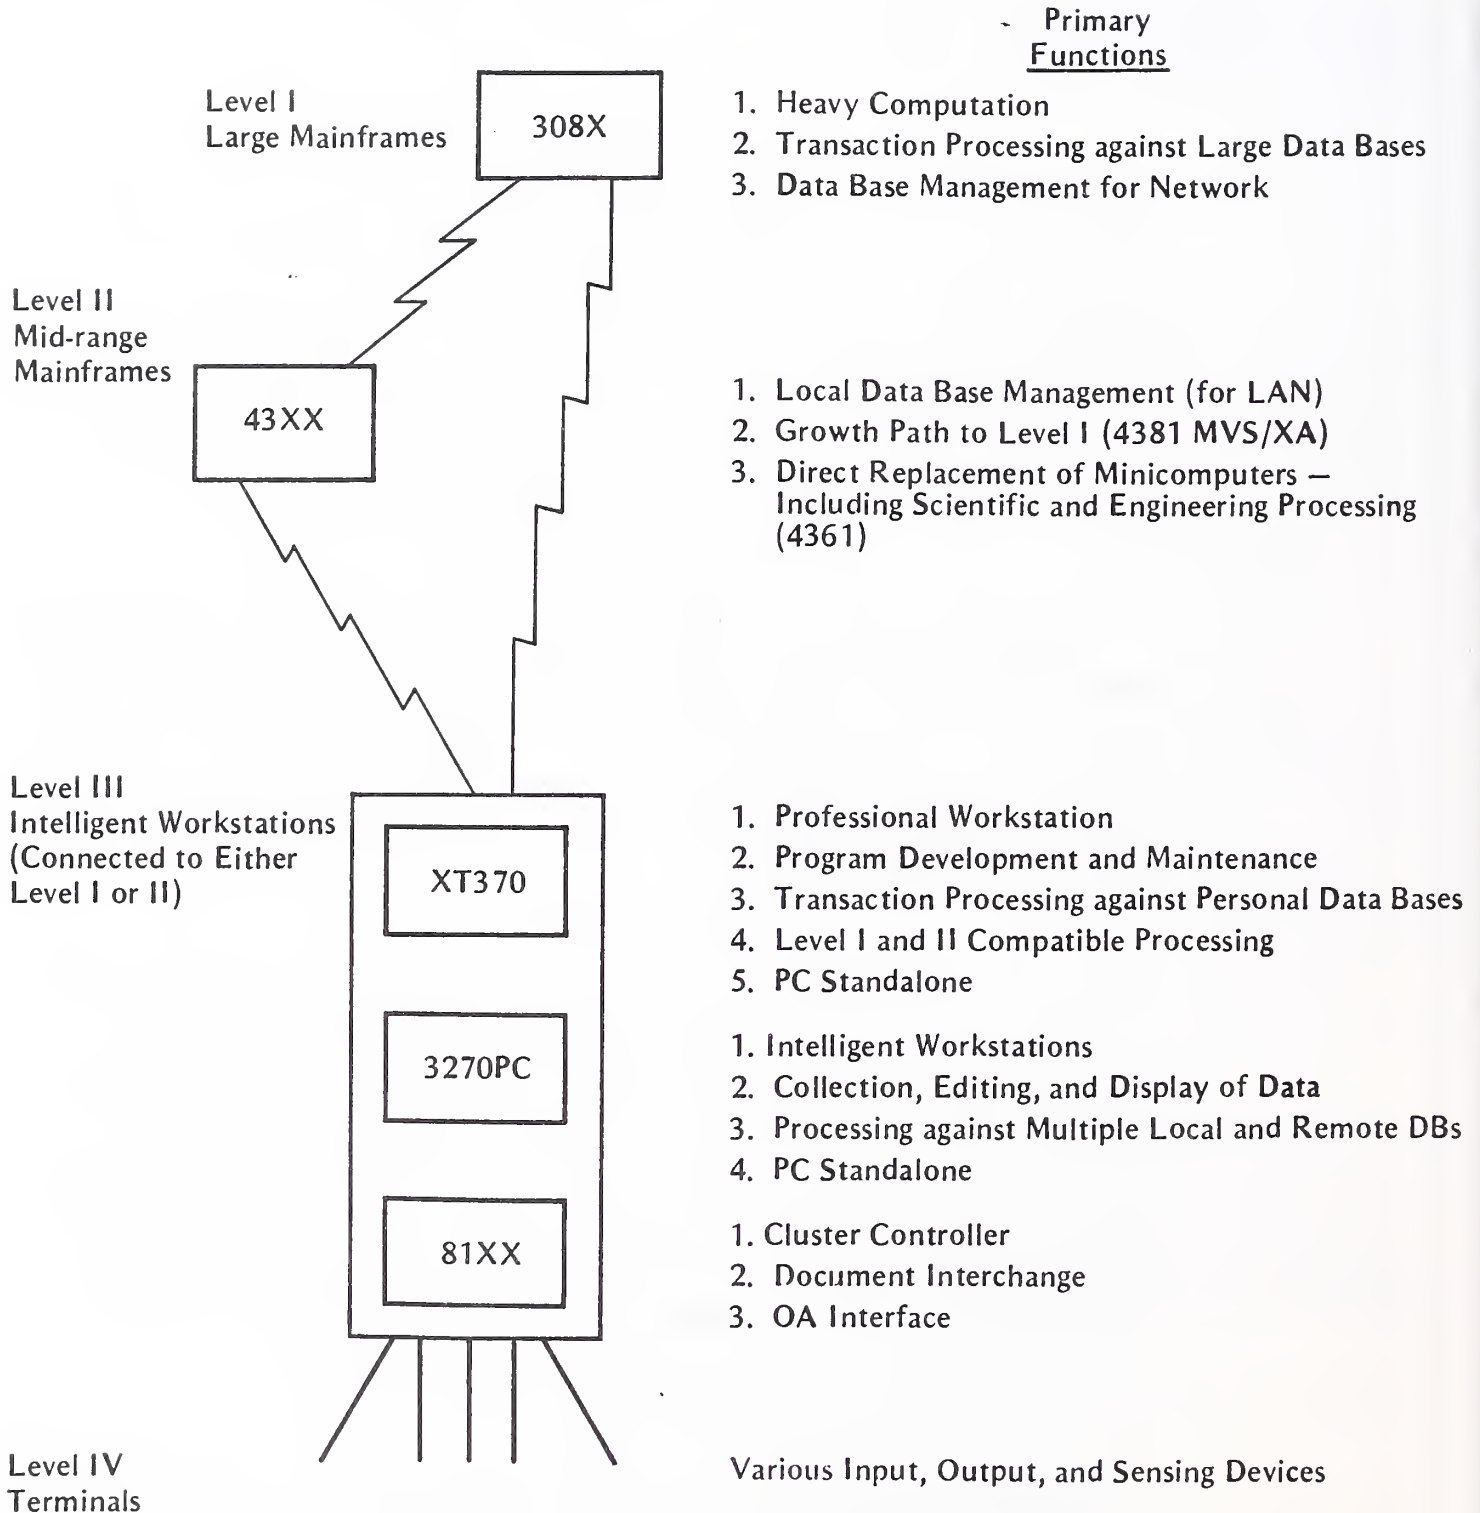 Primary
Functions
Level I
Large Mainframes
308X
1. Heavy Computation
2. Transaction Processing against Large Data Bases
3. Data Base Management for Network
Level II
Mid-range
Mainframes
43XX
1. Local Data Base Management (for LAN)
2. Growth Path to Level I (4381 MVS/XA)
3. Direct Replacement of Minicomputers —
Including Scientific and Engineering Processing
(4361)
Level III
Intelligent Workstations
(Connected to Either
Level I or II)
XT370
1. Professional Workstation
2. Program Development and Maintenance
3. Transaction Processing against Personal Data Bases
4. Level I and II Compatible Processing
5. PC Standalone
3270PC
1. Intelligent Workstations
2. Collection, Editing, and Display of Data
3. Processing against Multiple Local and Remote DBs
4. PC Standalone
81XX
1. Cluster Controller
2. Document Interchange
3. OA Interface
Level IV
Terminals
Various Input, Output, and Sensing Devices